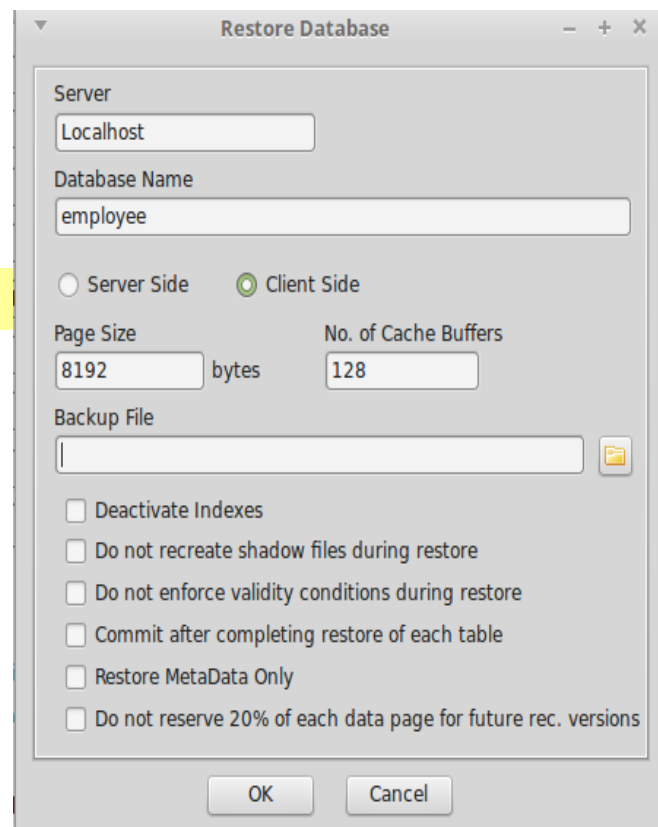 Restore Database
Server
Localhost
Database Name
employee
Server Side Client Side
Page Size No. of Cache Buffers
8192 bytes 128
Backup File
Deactivate Indexes
Do not recreate shadow files during restore
Do not enforce validity conditions during restore
Commit after completing restore of each table
Restore MetaData Only
Do not reserve 20% of each data page for future rec. versions
OK Cancel